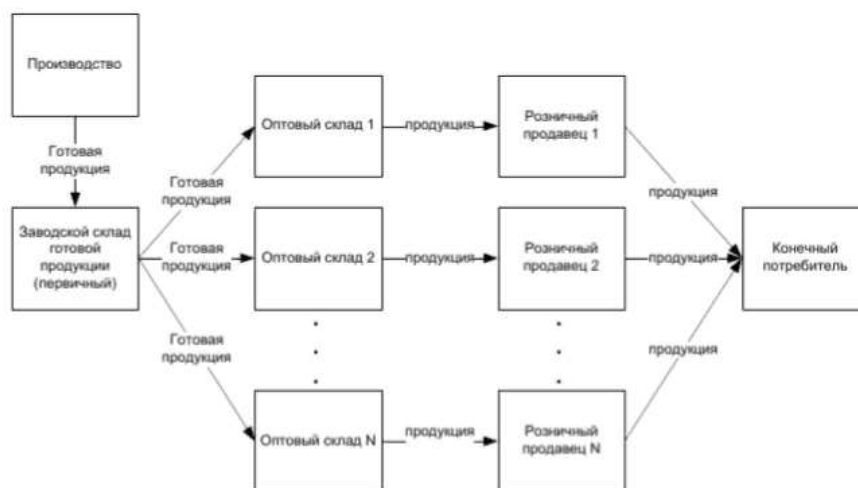 Производство
Готовая
продукция
Заводской склад
готовой
продукции
(первичный)
Готовая
продукция
Готовая
продукция
Готовая
продукция
Оптовый склад 1
Оптовый склад 2
Оптовый склад N
продукция
продукция
продукция
Розничный
продавец 1
Розничный
продавец 2
Розничный
продавец N
продукция
продукция
продукция
Конечный
потребитель